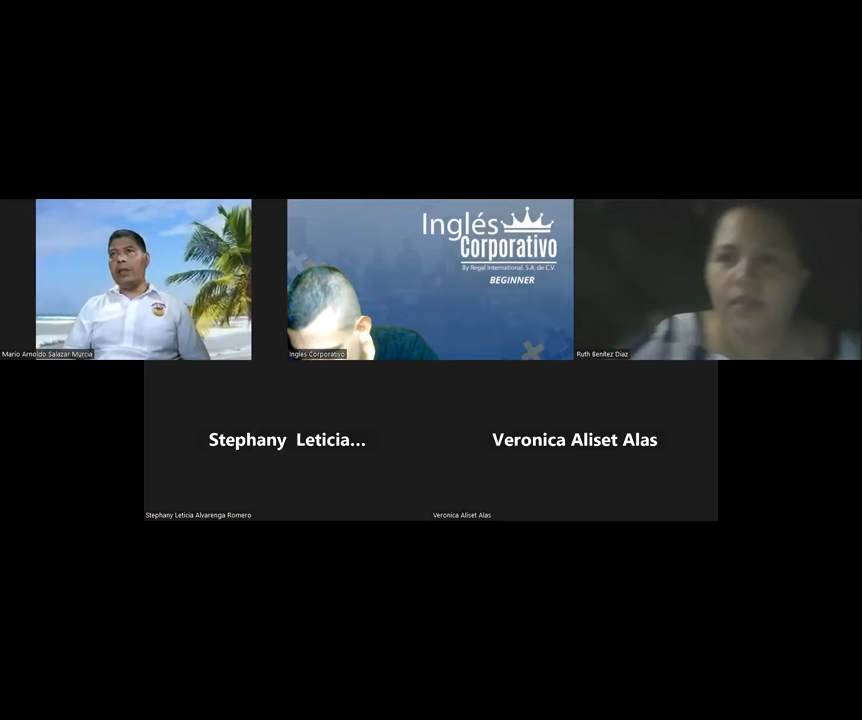 Inglés
Corporativo
By Regal International, S.A. de C.V.
BEGINNER
Mario Arnoldo Salazar Murcia
Ingles Corporativo
Ruth Benítez Diaz
Stephany Leticia...
Veronica Aliset Alas
Stephany Leticia Alvarenga Romero
Veronica Aliset Alas